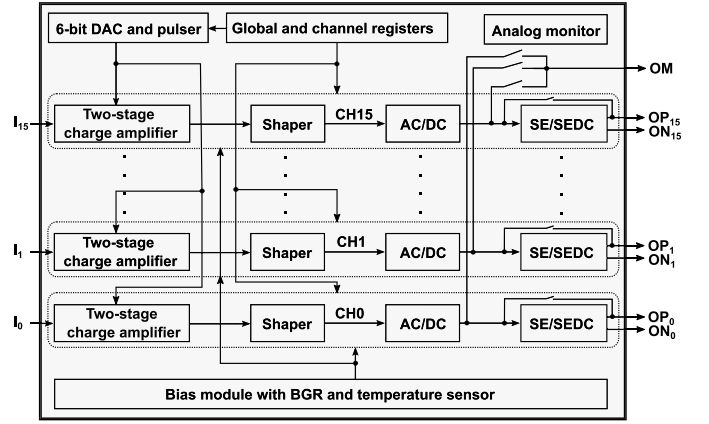 6-bit DAC and pulser
Global and channel registers
Analog monitor
OM
I15
Two-stage
charge amplifier
Shaper
CH15
AC/DC
SE/SEDC
OP15
ON15
I1
Two-stage
charge amplifier
Shaper
CH1
AC/DC
SE/SEDC
OP1
ON1
I0
Two-stage
charge amplifier
Shaper
CH0
AC/DC
SE/SEDC
OP0
ON0
Bias module with BGR and temperature sensor